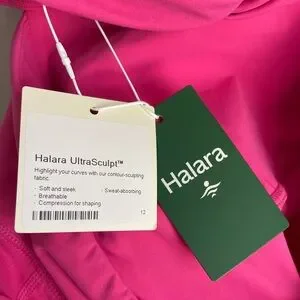 Halara UltraSculpt™
Highlight your curves with our contour-sculpting
fabric.
· Soft and sleek · Sweat-absorbing
· Breathable
· Compression for shaping
12
Halara